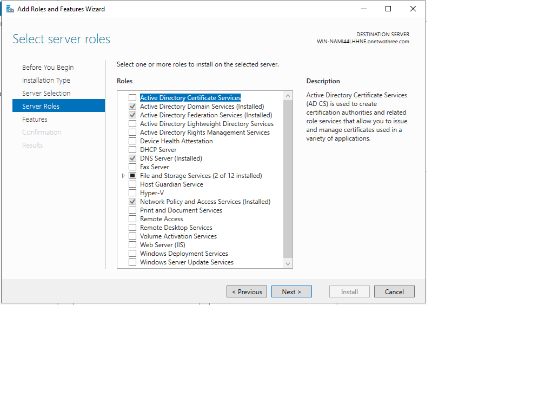 Add Roles and Features Wizard
Select server roles
DESTINATION SERVER
Before You Begin
Installation Type
Server Selection
Server Roles
Features
Confirmation
Results
Select one or more roles to install on the selected server.
Roles
Active Directory Certificate Services
Active Directory Domain Services (Installed)
Active Directory Federation Services (Installed)
Active Directory Lightweight Directory Services
Active Directory Rights Management Services
Device Health Attestation
DHCP Server
DNS Server (Installed)
Fax Server
File and Storage Services (2 of 12 installed)
Host Guardian Service
Hyper-V
Network Policy and Access Services (Installed)
Print and Document Services
Remote Access
Remote Desktop Services
Volume Activation Services
Web Server (IIS)
Windows Deployment Services
Windows Server Update Services
Description
Active Directory Certificate Services
(AD CS) is used to create
certification authorities and related
role services that allow you to issue
and manage certificates used in a
variety of applications.
< Previous
Next >
Install
Cancel